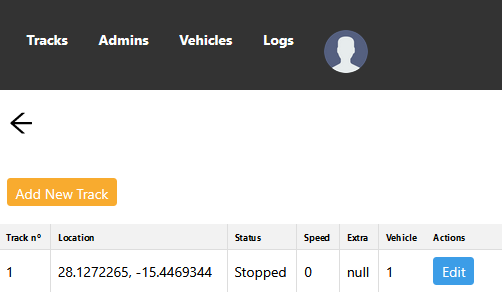 Tracks Admins Vehicles Logs
Add New Track
Track nº Location Status Speed Extra Vehicle Actions
1 28.1272265, -15.4469344 Stopped 0 null 1 Edit